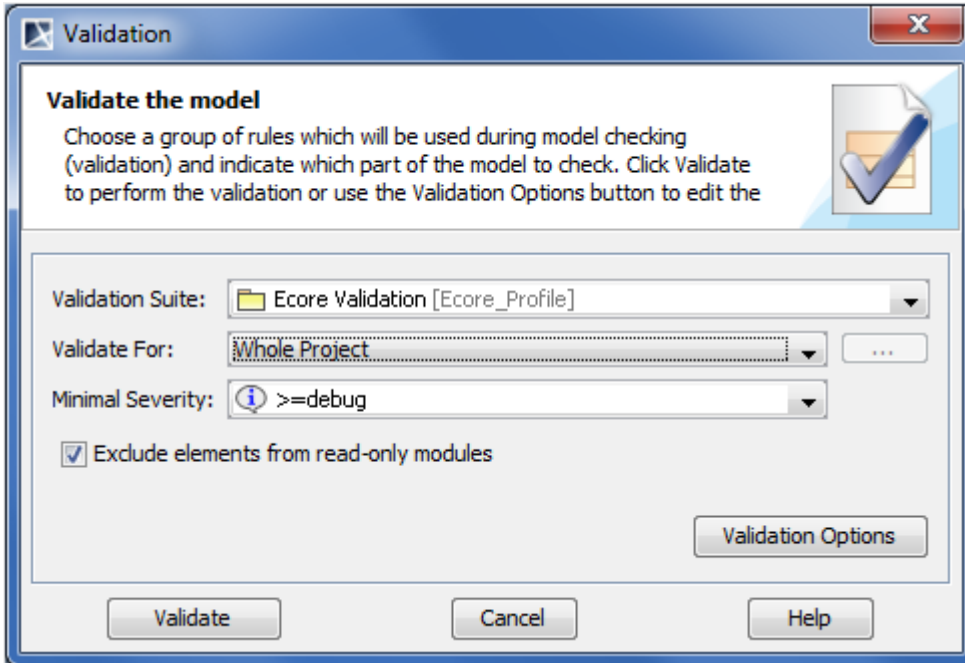 Validation
Validate the model
Choose a group of rules which will be used during model checking
(validation) and indicate which part of the model to check. Click Validate
to perform the validation or use the Validation Options button to edit the
Validation Suite: Ecore Validation [Ecore_Profile]
Validate For: Whole Project ...
Minimal Severity: >=debug
Exclude elements from read-only modules
Validation Options
Validate Cancel Help